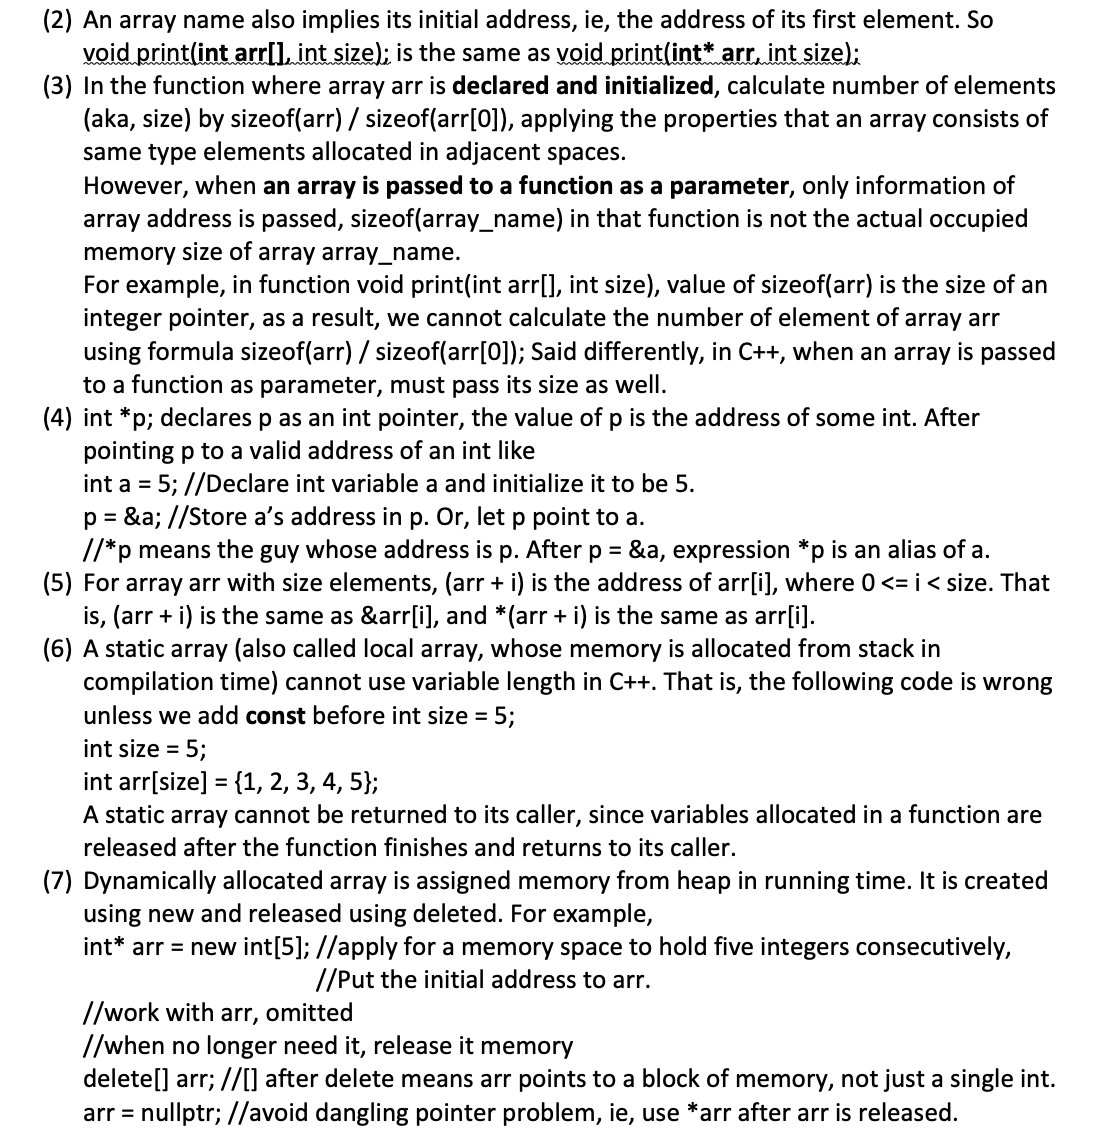 (2) An array name also implies its initial address, ie, the address of its first element. So
void print(int arr[], int size); is the same as void print(int* arr, int size);
(3) In the function where array arr is declared and initialized, calculate number of elements
(aka, size) by sizeof(arr) / sizeof(arr[0]), applying the properties that an array consists of
same type elements allocated in adjacent spaces.
However, when an array is passed to a function as a parameter, only information of
array address is passed, sizeof(array_name) in that function is not the actual occupied
memory size of array array_name.
For example, in function void print(int arr[], int size), value of sizeof(arr) is the size of an
integer pointer, as a result, we cannot calculate the number of element of array arr
using formula sizeof(arr) / sizeof(arr[0]); Said differently, in C++, when an array is passed
to a function as parameter, must pass its size as well.
(4) int *p; declares p as an int pointer, the value of p is the address of some int. After
pointing p to a valid address of an int like
int a = 5; //Declare int variable a and initialize it to be 5.
p = &a; //Store a’s address in p. Or, let p point to a.
//*p means the guy whose address is p. After p = &a, expression *p is an alias of a.
(5) For array arr with size elements, (arr + i) is the address of arr[i], where 0 <= i < size. That
is, (arr + i) is the same as &arr[i], and *(arr + i) is the same as arr[i].
(6) A static array (also called local array, whose memory is allocated from stack in
compilation time) cannot use variable length in C++. That is, the following code is wrong
unless we add const before int size = 5;
int size = 5;
int arr[size] = {1, 2, 3, 4, 5};
A static array cannot be returned to its caller, since variables allocated in a function are
released after the function finishes and returns to its caller.
(7) Dynamically allocated array is assigned memory from heap in running time. It is created
using new and released using deleted. For example,
int* arr = new int[5]; //apply for a memory space to hold five integers consecutively,
//Put the initial address to arr.
//work with arr, omitted
//when no longer need it, release it memory
delete[] arr; //[] after delete means arr points to a block of memory, not just a single int.
arr = nullptr; //avoid dangling pointer problem, ie, use *arr after arr is released.